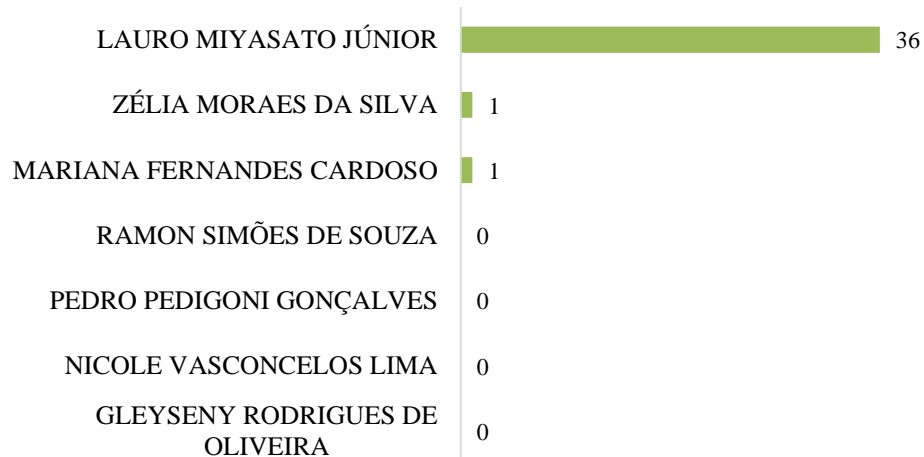 LAURO MIYASATO JÚNIOR 36
ZÉLIA MORAES DA SILVA 1
MARIANA FERNANDES CARDOSO 1
RAMON SIMÕES DE SOUZA 0
PEDRO PEDIGONI GONÇALVES 0
NICOLE VASCONCELOS LIMA 0
GLEYSENY RODRIGUES DE
OLIVEIRA 0